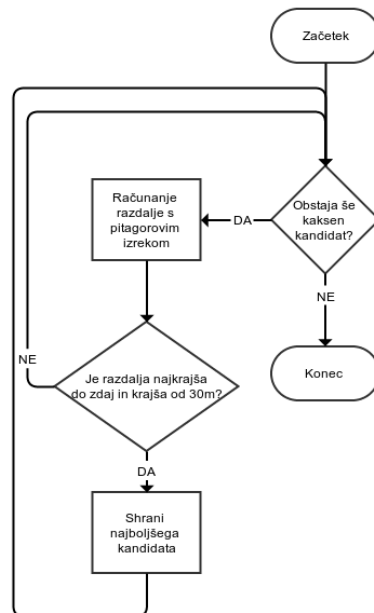 Začetek
Obstaja še
kaksen
kandidat?
DA
Računanje
razdalje s
pitagorovim
izrekom
NE
Konec
Je razdalja najkrajša
do zdaj in krajša od 30m?
NE
DA
Shrani
najboljšega
kandidata